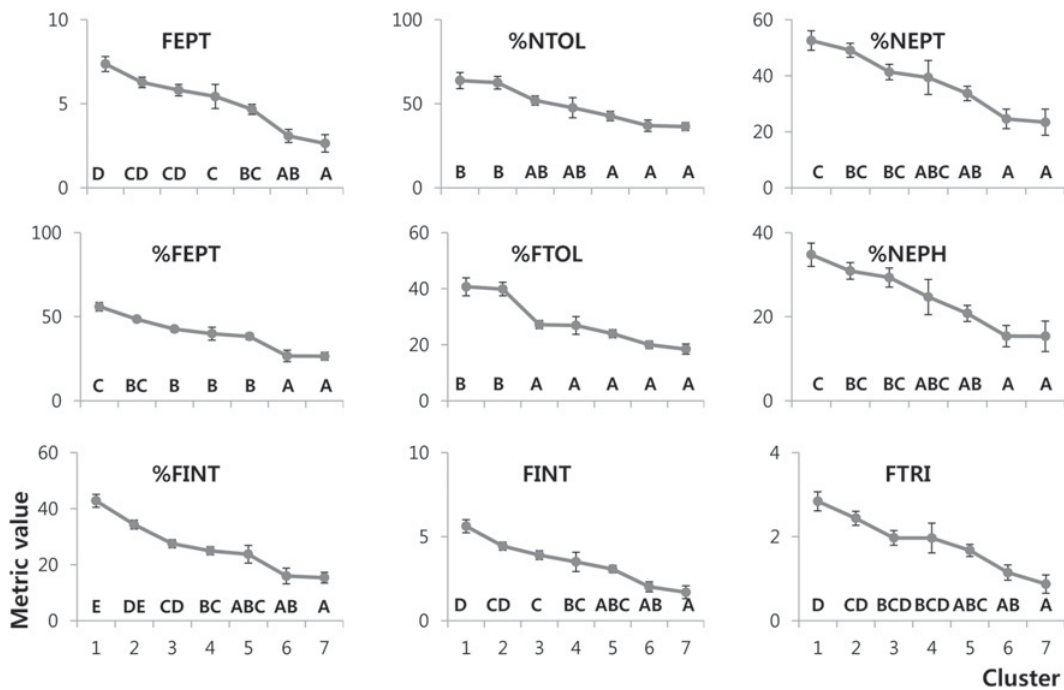 FEPT
10
5
0
D CD CD C BC AB A
%NTOL
100
50
0
B B AB AB A A A
%NEPT
60
40
20
0
C BC BC ABC AB A A
%FEPT
100
50
0
C BC B B B A A
%FTOL
60
40
20
0
B B A A A A A
%NEPH
40
20
0
C BC BC ABC AB A A
Metric value
%FINT
60
40
20
0
E DE CD BC ABC AB A
1 2 3 4 5 6 7
FINT
10
5
0
D CD C BC ABC AB A
1 2 3 4 5 6 7
FTRI
4
2
0
D CD BCD BCD ABC AB A
1 2 3 4 5 6 7
Cluster